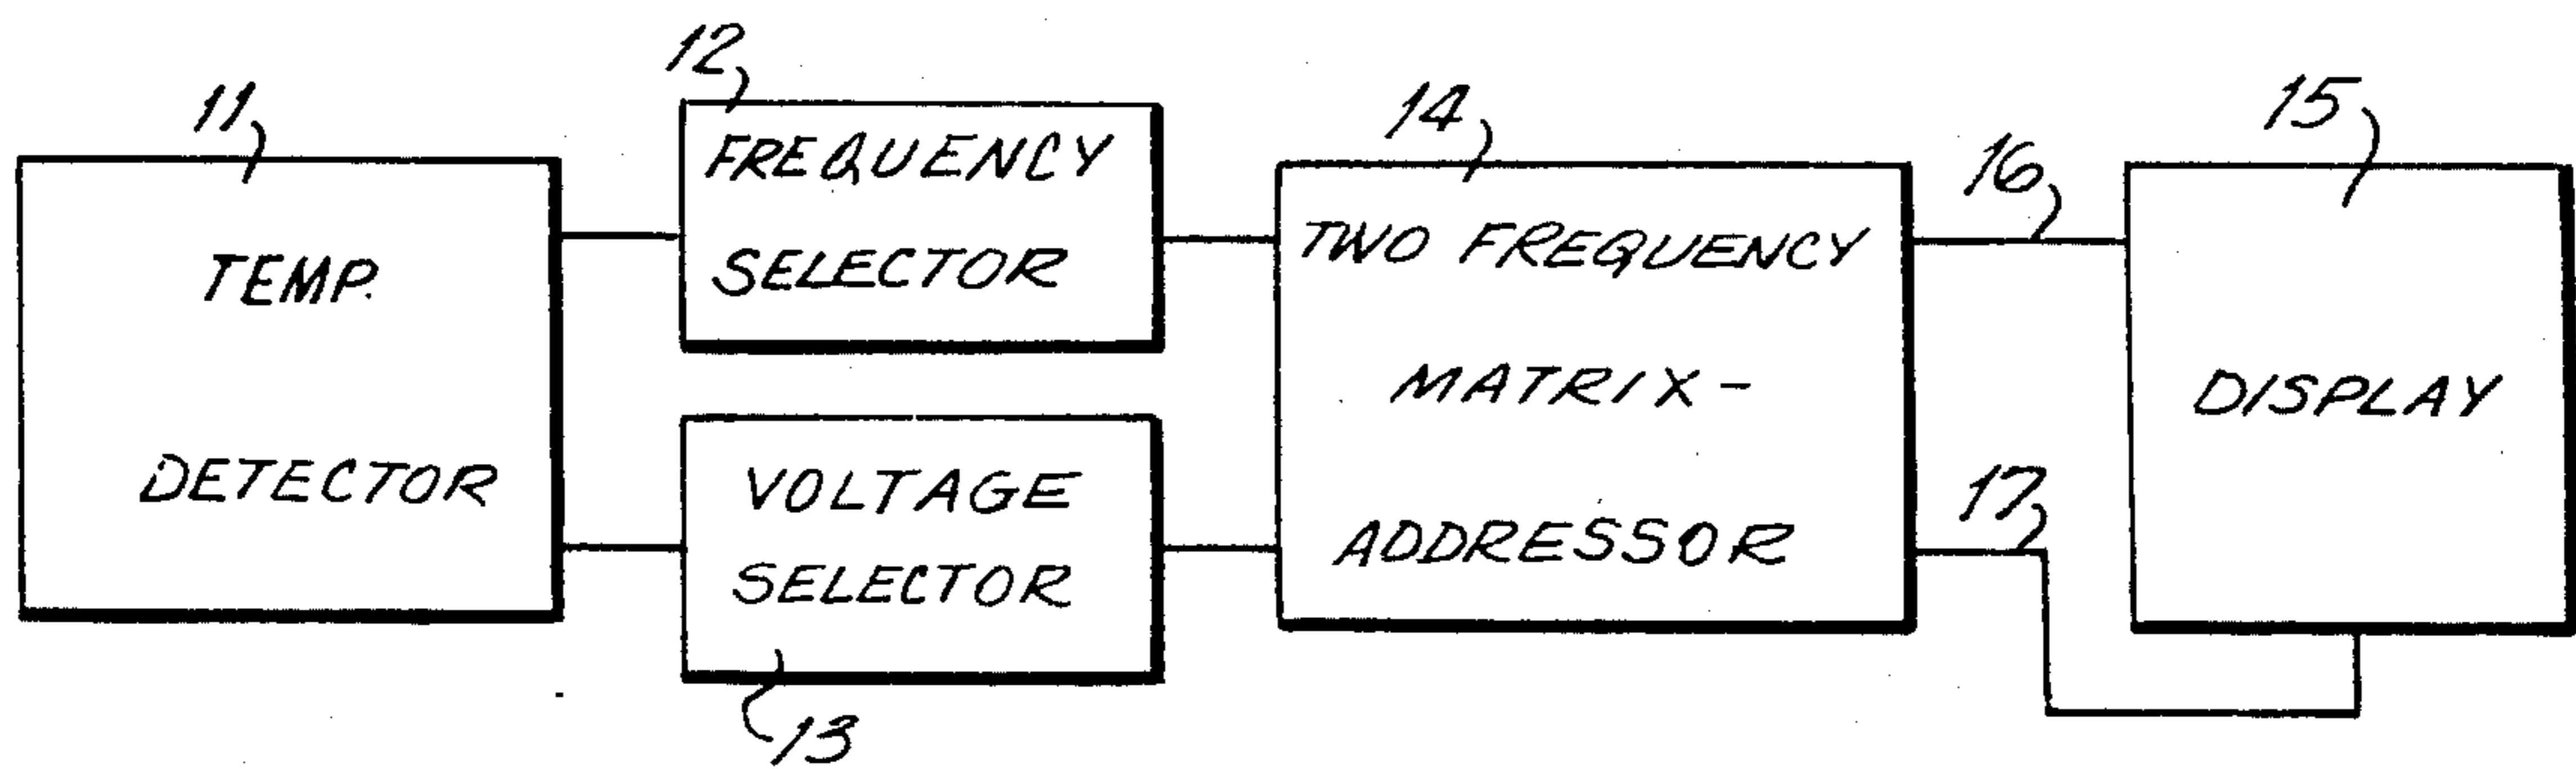 11
TEMP.
DETECTOR
12
FREQUENCY
SELECTOR
VOLTAGE
SELECTOR
13
14
TWO FREQUENCY
MATRIX-
ADDRESSOR
16
17
15
DISPLAY